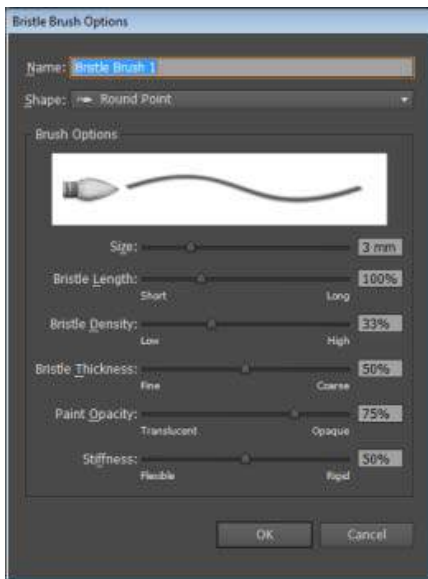 Bristle Brush Options
Name: Bristle Brush 1
Shape: Round Point
Brush Options
Size: 3 mm
Bristle Length: 100%
Short Long
Bristle Density: 33%
Low High
Bristle Thickness: 50%
Fine Coarse
Paint Opacity: 75%
Translucent Opaque
Stiffness: 50%
Flexible Rigid
OK Cancel